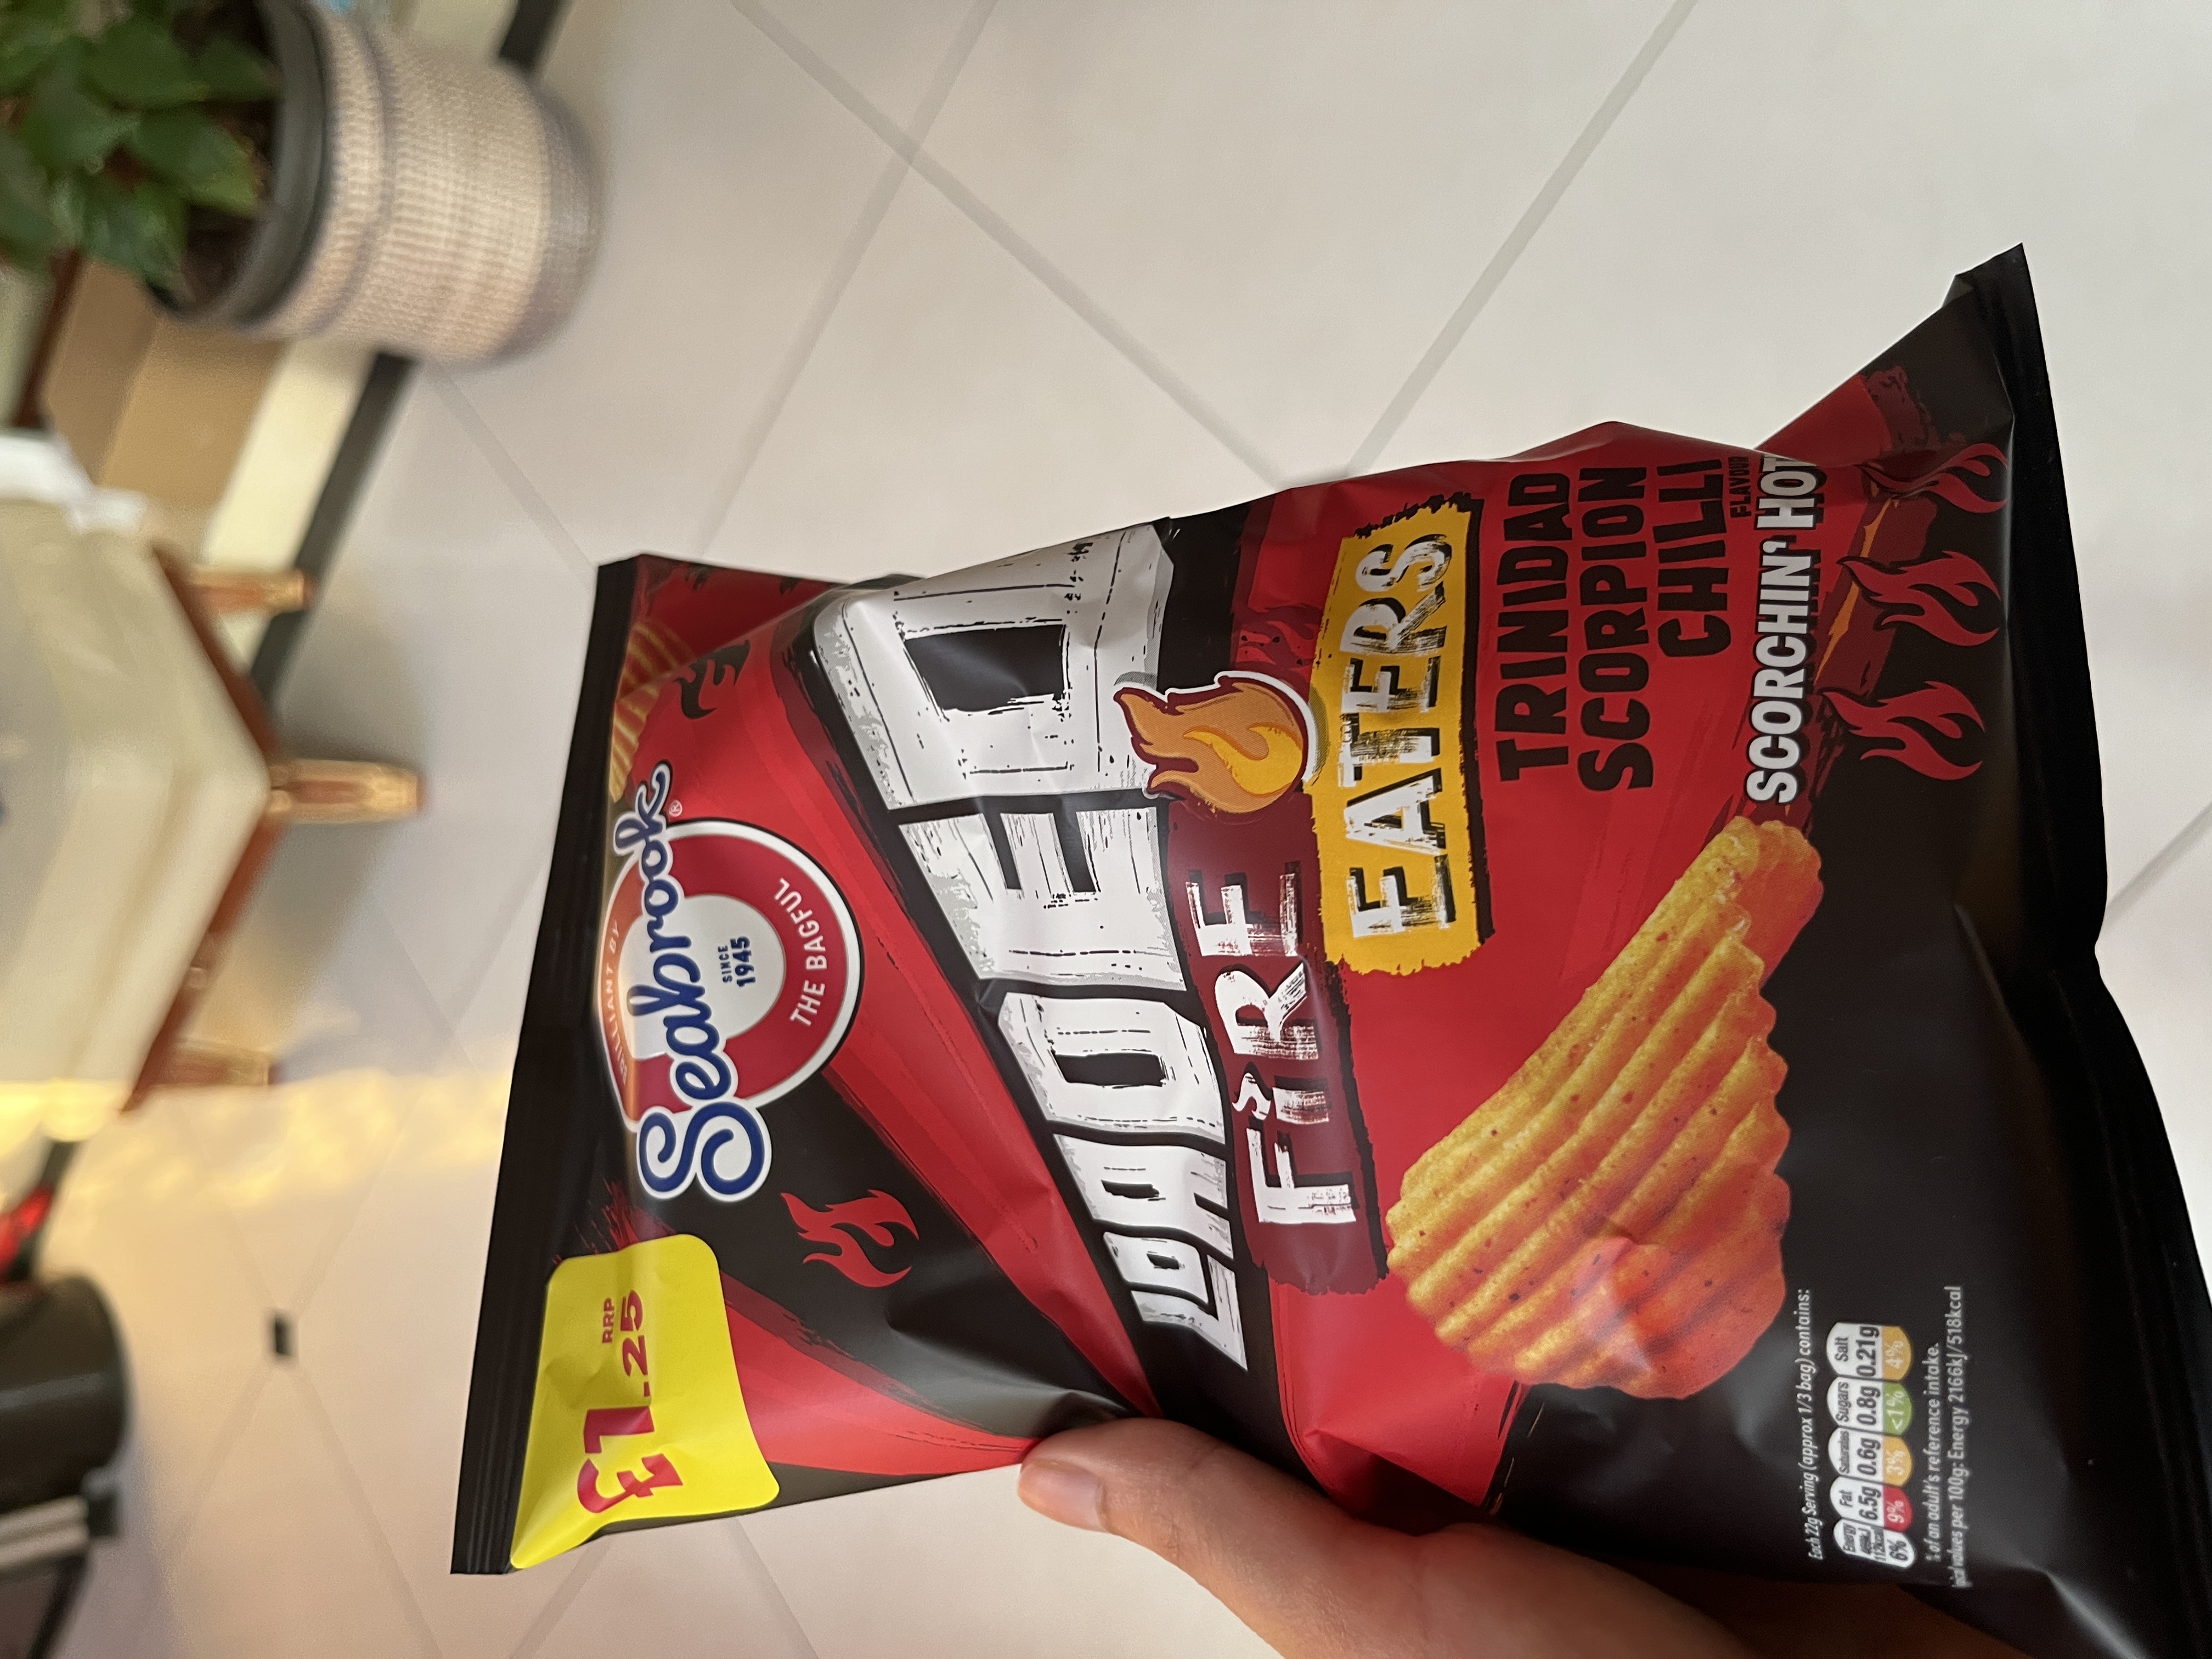 £1.25
RRP
BRILLIANT BY
Seabrook®
SINCE
1945
THE BAGFUL
LOADED
FIRE
EATERS
TRINIDAD
SCORPION
CHILLI
FLAVOUR
SCORCHIN' HOT
Each 22g Serving (approx 1/3 bag) contains:
Energy Fat Saturates Sugars Salt
469kJ 6.5g 0.6g 0.8g 0.21g
112kcal
6% 9% 3% <1% 4%
% of an adult's reference intake.
values per 100g: Energy 2166kJ/518kcal